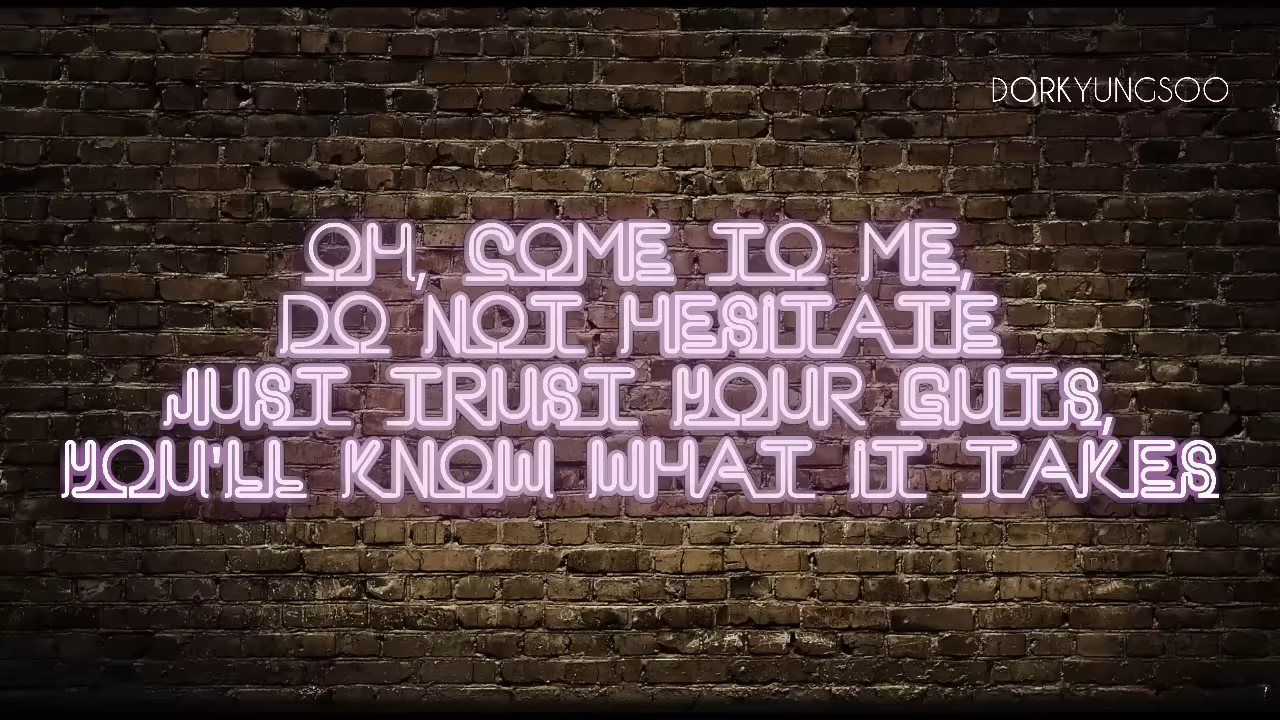 DORKYUNGSOO
OH, COME TO ME,
DO NOT HESITATE
JUST TRUST YOUR GUTS,
YOU'LL KNOW WHAT IT TAKES